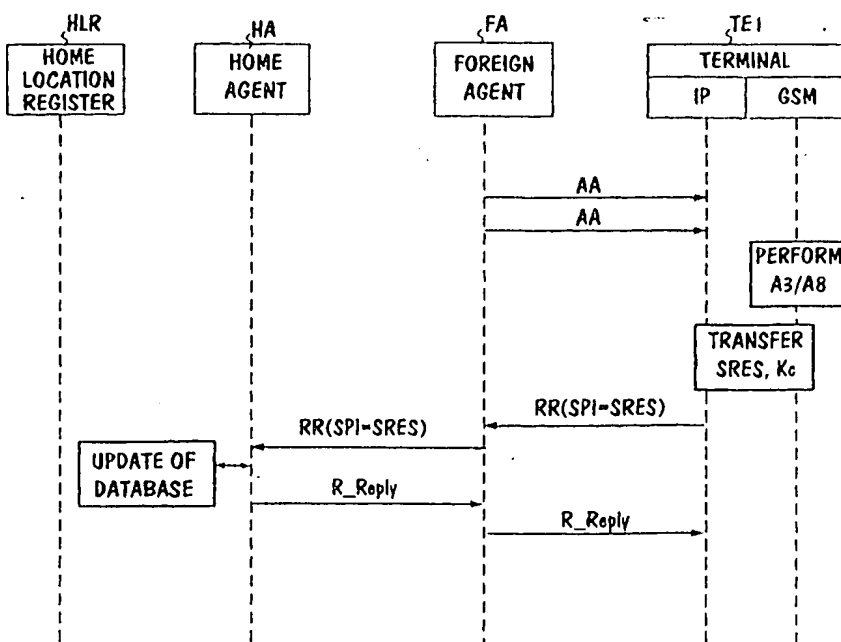 HLR
HA
FA
TE1
HOME
LOCATION
REGISTER
HOME
AGENT
FOREIGN
AGENT
TERMINAL
IP
GSM
AA
AA
PERFORM
A3/A8
TRANSFER
SRES, Kc
RR(SPI=SRES)
RR(SPI=SRES)
UPDATE OF
DATABASE
R_Reply
R_Reply